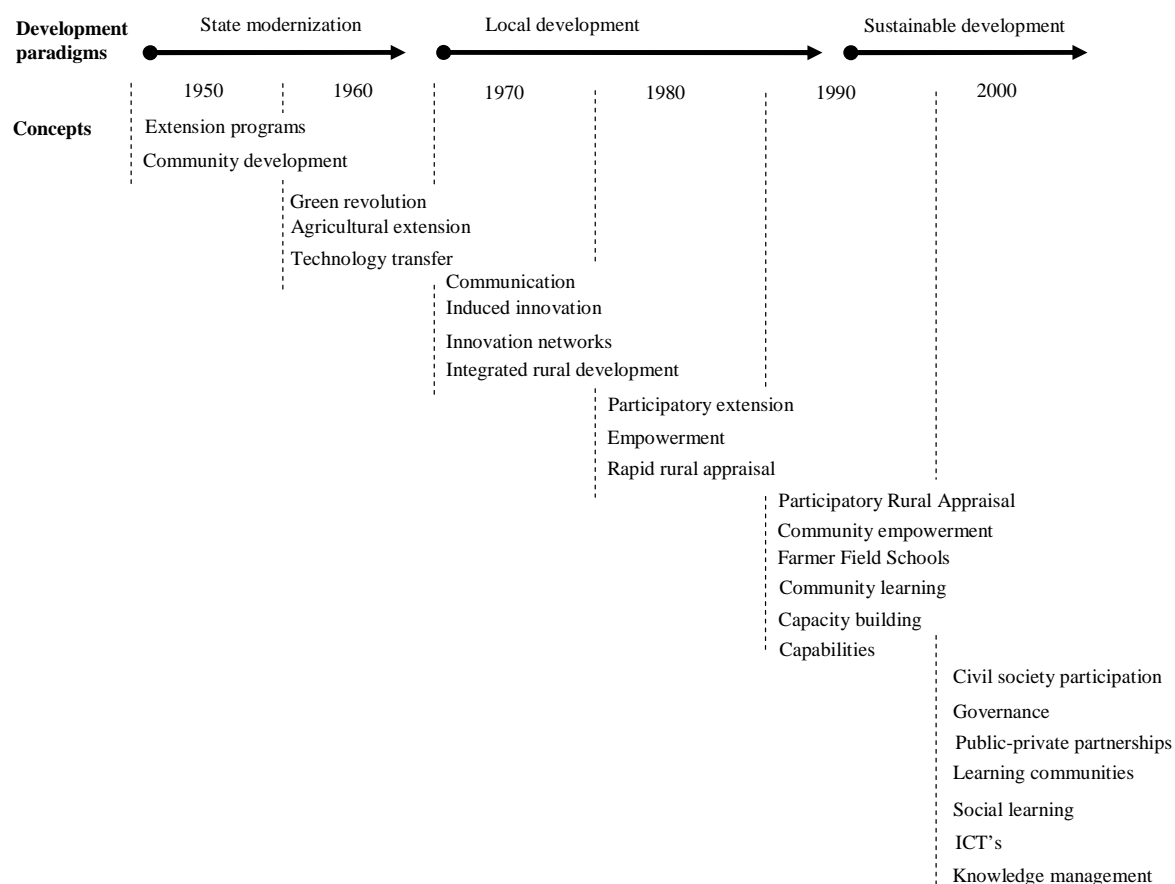 Development paradigms
State modernization
Local development
Sustainable development
1950 1960 1970 1980 1990 2000
Concepts
Extension programs
Community development
Green revolution
Agricultural extension
Technology transfer
Communication
Induced innovation
Innovation networks
Integrated rural development
Participatory extension
Empowerment
Rapid rural appraisal
Participatory Rural Appraisal
Community empowerment
Farmer Field Schools
Community learning
Capacity building
Capabilities
Civil society participation
Governance
Public-private partnerships
Learning communities
Social learning
ICT's
Knowledge management